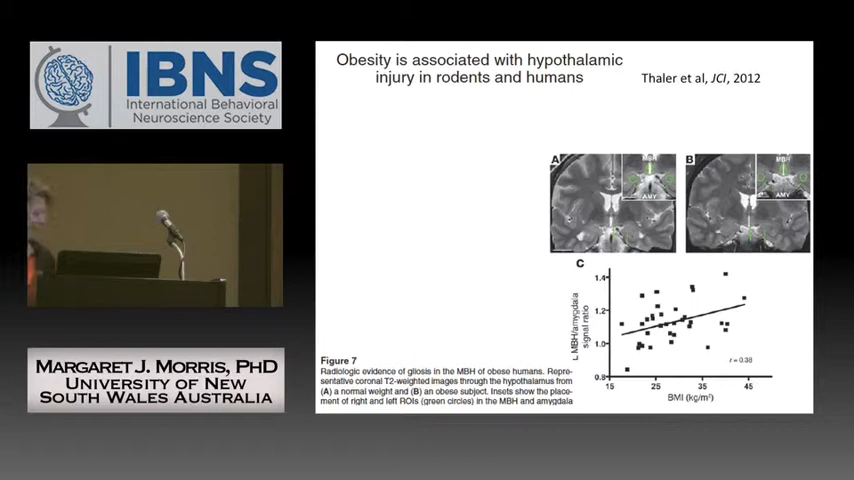 IBNS
International Behavioral
Neuroscience Society
MARGARET J. MORRIS, PHD
UNIVERSITY OF NEW
SOUTH WALES AUSTRALIA
Obesity is associated with hypothalamic
injury in rodents and humans
Thaler et al, JCI, 2012
A
MBH
AMY
B
MBH
AMY
C
L MBH/amygdala
signal ratio
1.4
1.2
1.0
0.8
15
25
35
45
BMI (kg/m²)
r = 0.38
Figure 7
Radiologic evidence of gliosis in the MBH of obese humans. Repre-
sentative coronal T2-weighted images through the hypothalamus from
(A) a normal weight and (B) an obese subject. Insets show the place-
ment of right and left ROIs (green circles) in the MBH and amygdala